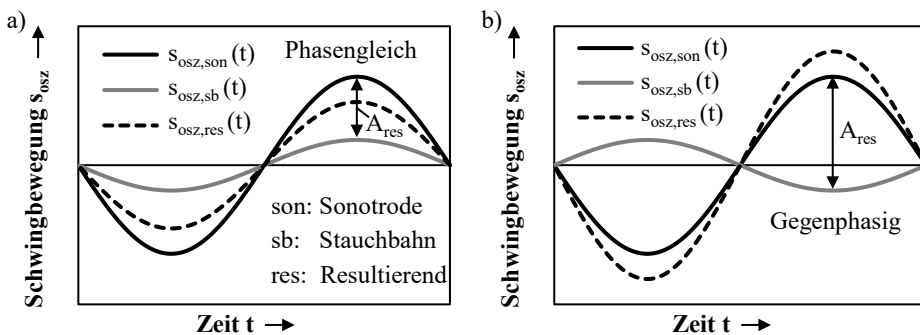 a)
Schwingbewegung s_osz
s_osz,son(t)
s_osz,sb(t)
s_osz,res(t)
Phasengleich
A_res
son: Sonotrode
sb: Stauchbahn
res: Resultierend
Zeit t
b)
Schwingbewegung s_osz
s_osz,son(t)
s_osz,sb(t)
s_osz,res(t)
A_res
Gegenphasig
Zeit t